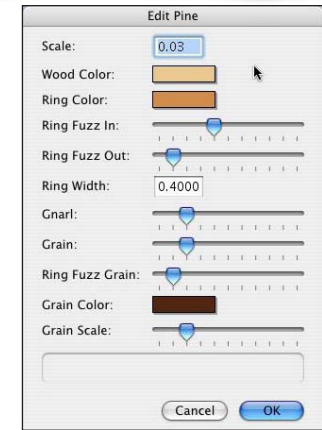 Edit Pine
Scale: 0.03
Wood Color:
Ring Color:
Ring Fuzz In:
Ring Fuzz Out:
Ring Width: 0.4000
Gnarl:
Grain:
Ring Fuzz Grain:
Grain Color:
Grain Scale:
Cancel OK